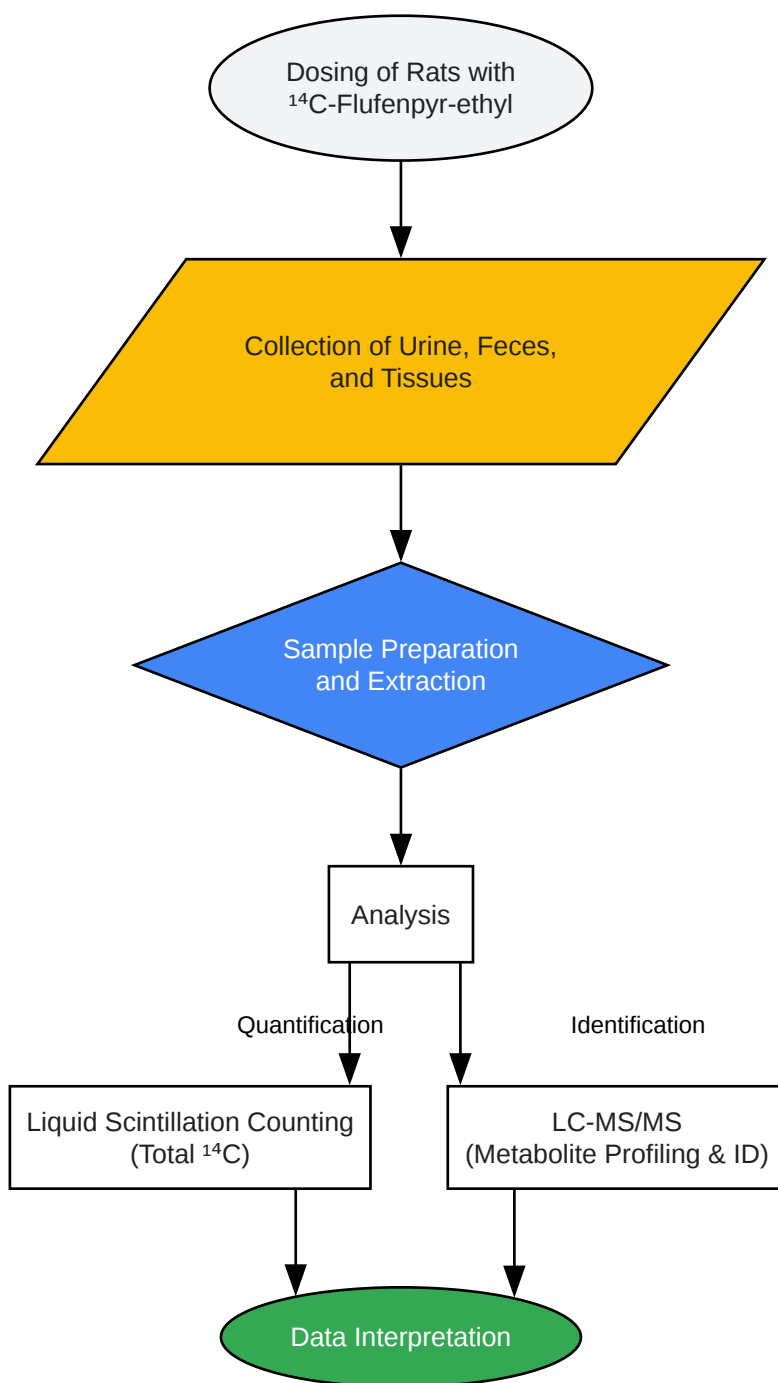 Dosing of Rats with
¹⁴C-Flufenpyr-ethyl
Collection of Urine, Feces,
and Tissues
Sample Preparation
and Extraction
Analysis
Quantification
Identification
Liquid Scintillation Counting
(Total ¹⁴C)
LC-MS/MS
(Metabolite Profiling & ID)
Data Interpretation